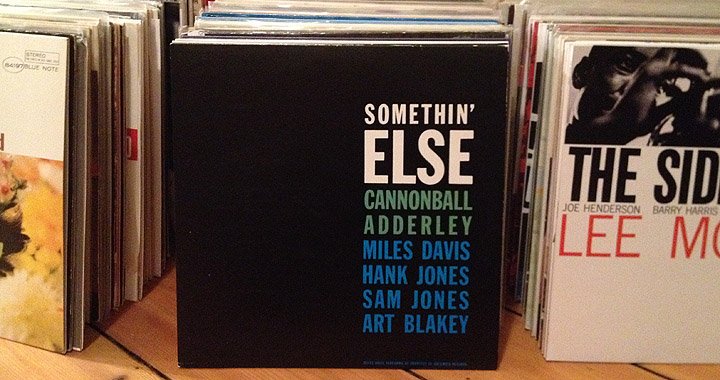 STEREO
84197 BLUE NOTE
SOMETHIN'
ELSE
CANNONBALL
ADDERLEY
MILES DAVIS
HANK JONES
SAM JONES
ART BLAKEY
THE SID
JOE HENDERSON BARRY HARRIS
LEE MO